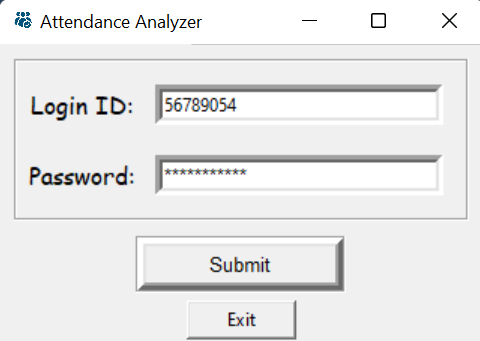 Attendance Analyzer
Login ID: 56789054
Password: ***********
Submit
Exit